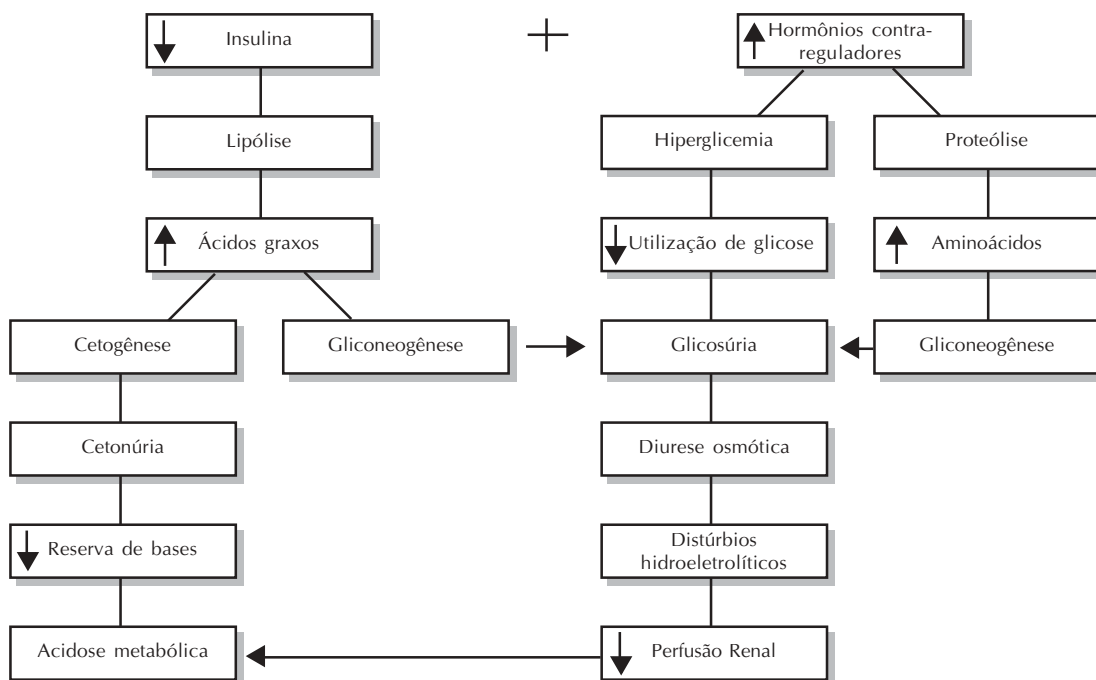 Insulina
+
Hormônios contra-
reguladores
Lipólise
Hiperglicemia
Proteólise
Ácidos graxos
Utilização de glicose
Aminoácidos
Cetogênese
Gliconeogênese
Glicosúria
Gliconeogênese
Cetonúria
Diurese osmótica
Reserva de bases
Distúrbios
hidroeletrolíticos
Acidose metabólica
Perfusão Renal